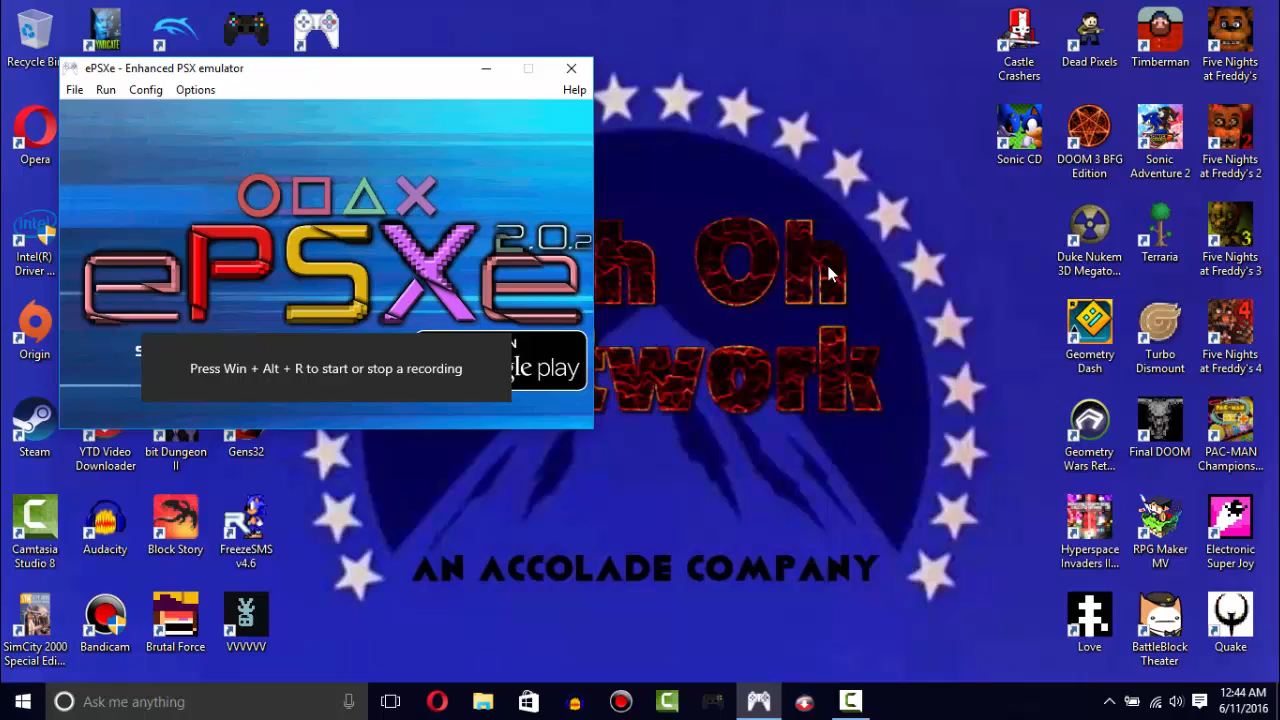 Recycle Bin
ePSXe - Enhanced PSX emulator
File Run Config Options Help
ePSXe 2.0.2
Press Win + Alt + R to start or stop a recording
gle play
Oh
twork
AN ACCOLADE COMPANY
Opera
Intel(R)
Driver ...
Origin
Steam
YTD Video
Downloader
bit Dungeon
II
Gens32
Camtasia
Studio 8
Audacity
Block Story
FreezeSMS
v4.6
SimCity 2000
Special Edi...
Bandicam
Brutal Force
VVVVVV
Castle
Crashers
Dead Pixels
Timberman
Five Nights
at Freddy's
Sonic CD
DOOM 3 BFG
Edition
Sonic
Adventure 2
Five Nights
at Freddy's 2
Duke Nukem
3D Megato...
Terraria
Five Nights
at Freddy's 3
Geometry
Dash
Turbo
Dismount
Five Nights
at Freddy's 4
Geometry
Wars Ret...
Final DOOM
PAC-MAN
Champions...
Hyperspace
Invaders II...
RPG Maker
MV
Electronic
Super Joy
Love
BattleBlock
Theater
Quake
Ask me anything
12:44 AM
6/11/2016